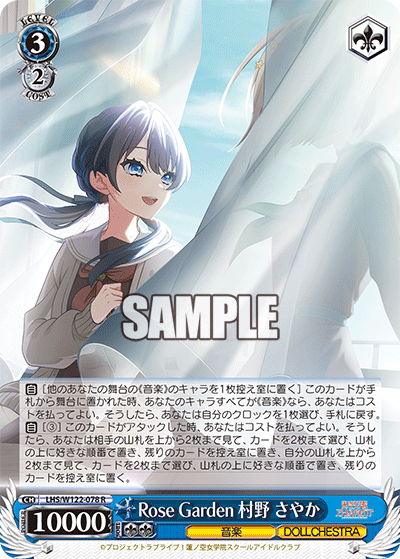 LEVEL
3
2
COST
SAMPLE
自［他のあなたの舞台の《音楽》のキャラを1枚控え室に置く］このカードが手
札から舞台に置かれた時、あなたのキャラすべてが《音楽》なら、あなたはコス
トを払ってよい。そうしたら、あなたは自分のクロックを1枚選び、手札に戻す。
自［③］このカードがアタックした時、あなたはコストを払ってよい。そうした
ら、あなたは相手の山札を上から2枚まで見て、カードを2枚まで選び、山札
の上に好きな順番で置き、残りのカードを控え室に置き、自分の山札を上から
2枚まで見て、カードを2枚まで選び、山札の上に好きな順番で置き、残りの
カードを控え室に置く。
CH LHS/W122-078 R
Rose Garden 村野 さやか
10000
音楽
DOLLCHESTRA
©プロジェクトラブライブ！蓮ノ空女学院スクールアイドルクラブ